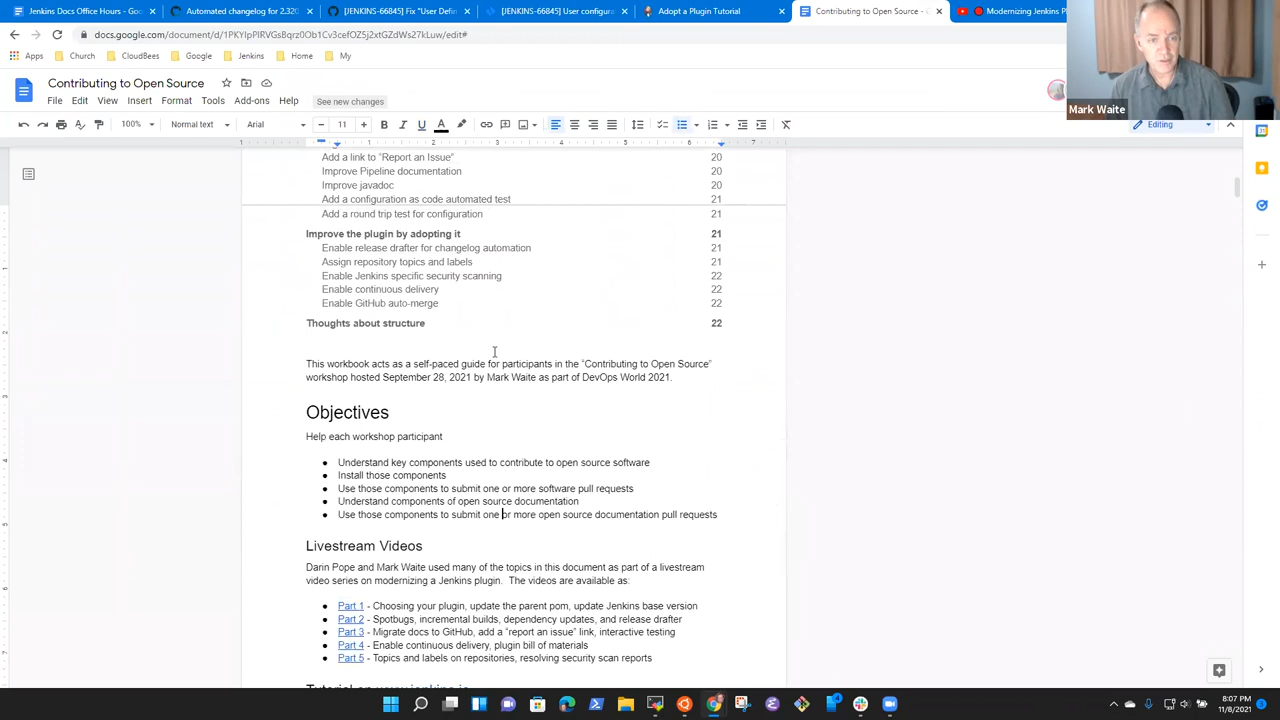 Jenkins Docs Office Hours - Goo
Automated changelog for 2.320
[JENKINS-66845] Fix "User Defin
[JENKINS-66845] User configura
Adopt a Plugin Tutorial
Contributing to Open Source - G
Modernizing Jenkins P
docs.google.com/document/d/
Apps Church CloudBees Google Jenkins Home My
Contributing to Open Source
File Edit View Insert Format Tools Add-ons Help See new changes
Mark Waite
100% Normal text Arial 11 Editing
1 1 2 3 4 5 6 7
Add a link to "Report an Issue" 20
Improve Pipeline documentation 20
Improve javadoc 20
Add a configuration as code automated test 21
Add a round trip test for configuration 21
Improve the plugin by adopting it 21
Enable release drafter for changelog automation 21
Assign repository topics and labels 21
Enable Jenkins specific security scanning 22
Enable continuous delivery 22
Enable GitHub auto-merge 22
Thoughts about structure 22
This workbook acts as a self-paced guide for participants in the "Contributing to Open Source"
workshop hosted September 28, 2021 by Mark Waite as part of DevOps World 2021.
Objectives
Help each workshop participant
● Understand key components used to contribute to open source software
● Install those components
● Use those components to submit one or more software pull requests
● Understand components of open source documentation
● Use those components to submit one or more open source documentation pull requests
Livestream Videos
Darin Pope and Mark Waite used many of the topics in this document as part of a livestream
video series on modernizing a Jenkins plugin. The videos are available as:
● Part 1 - Choosing your plugin, update the parent pom, update Jenkins base version
● Part 2 - Spotbugs, incremental builds, dependency updates, and release drafter
● Part 3 - Migrate docs to GitHub, add a "report an issue" link, interactive testing
● Part 4 - Enable continuous delivery, plugin bill of materials
● Part 5 - Topics and labels on repositories, resolving security scan reports
Tutorial on www.jenkins.io
8:07 PM
11/8/2021